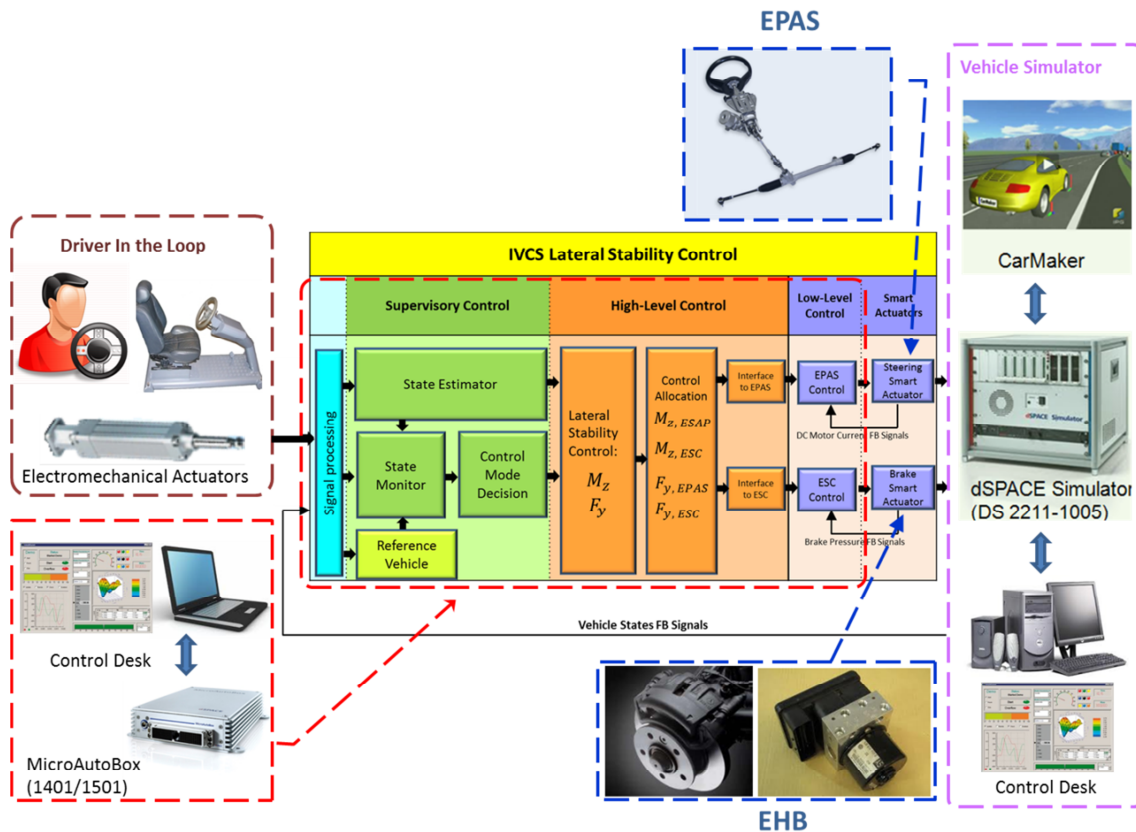 EPAS
Vehicle Simulator
CarMaker
CarMaker
dSPACE Simulator
dSPACE Simulator
(DS 2211-1005)
Control Desk
Driver In the Loop
Electromechanical Actuators
Control Desk
MicroAutoBox
(1401/1501)
IVCS Lateral Stability Control
Supervisory Control
High-Level Control
Low-Level
Control
Smart
Actuators
Signal processing
State Estimator
State
Monitor
Control
Mode
Decision
Reference
Vehicle
Lateral
Stability
Control:
M_z
F_y
Control
Allocation
M_{z, ESAP}
M_{z, ESC}
F_{y, EPAS}
F_{y, ESC}
Interface
to EPAS
Interface
to ESC
EPAS
Control
ESC
Control
Steering
Smart
Actuator
DC Motor Current FB Signals
Brake
Smart
Actuator
Brake Pressure FB Signals
Vehicle States FB Signals
EHB